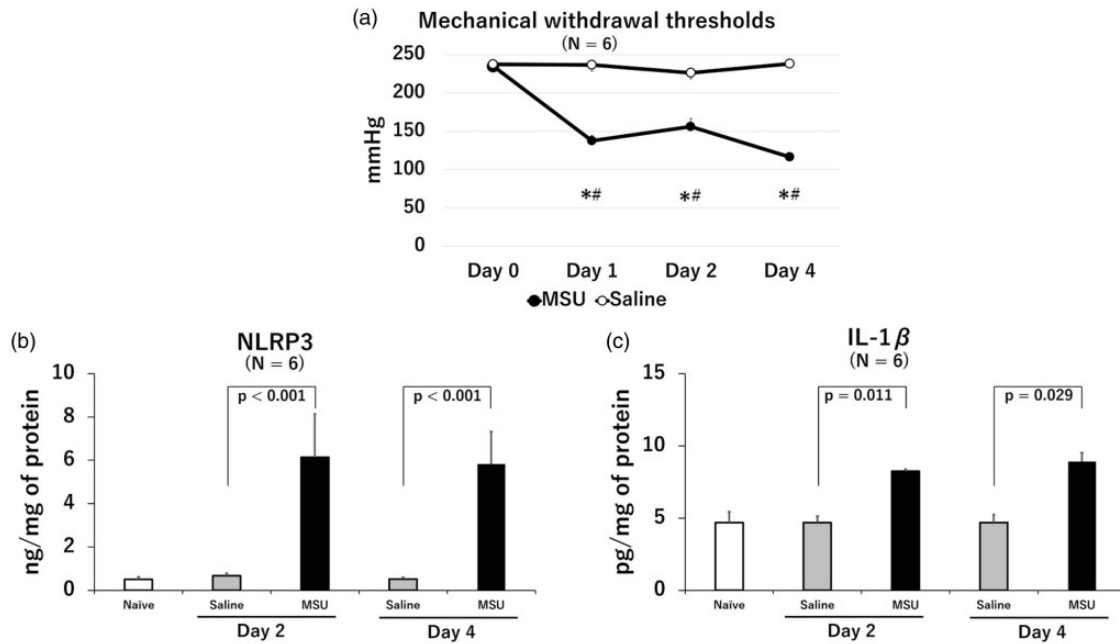 (a) Mechanical withdrawal thresholds
(N = 6)
250
200
150
100
50
0
mmHg
*# *# *#
Day 0 Day 1 Day 2 Day 4
MSU Saline
(b) NLRP3
(N = 6)
10
8
6
4
2
0
ng/mg of protein
p < 0.001 p < 0.001
Naïve Saline MSU Saline MSU
Day 2 Day 4
(c) IL-1β
(N = 6)
15
10
5
0
pg/mg of protein
p = 0.011 p = 0.029
Naïve Saline MSU Saline MSU
Day 2 Day 4